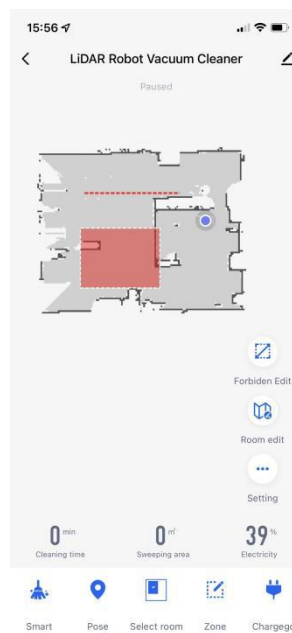 15:56
LiDAR Robot Vacuum Cleaner
Paused
Forbiden Edit
Room edit
Setting
0 min
0 ㎡
39 %
Cleaning time
Sweeping area
Electricity
Smart
Pose
Select room
Zone
Chargego